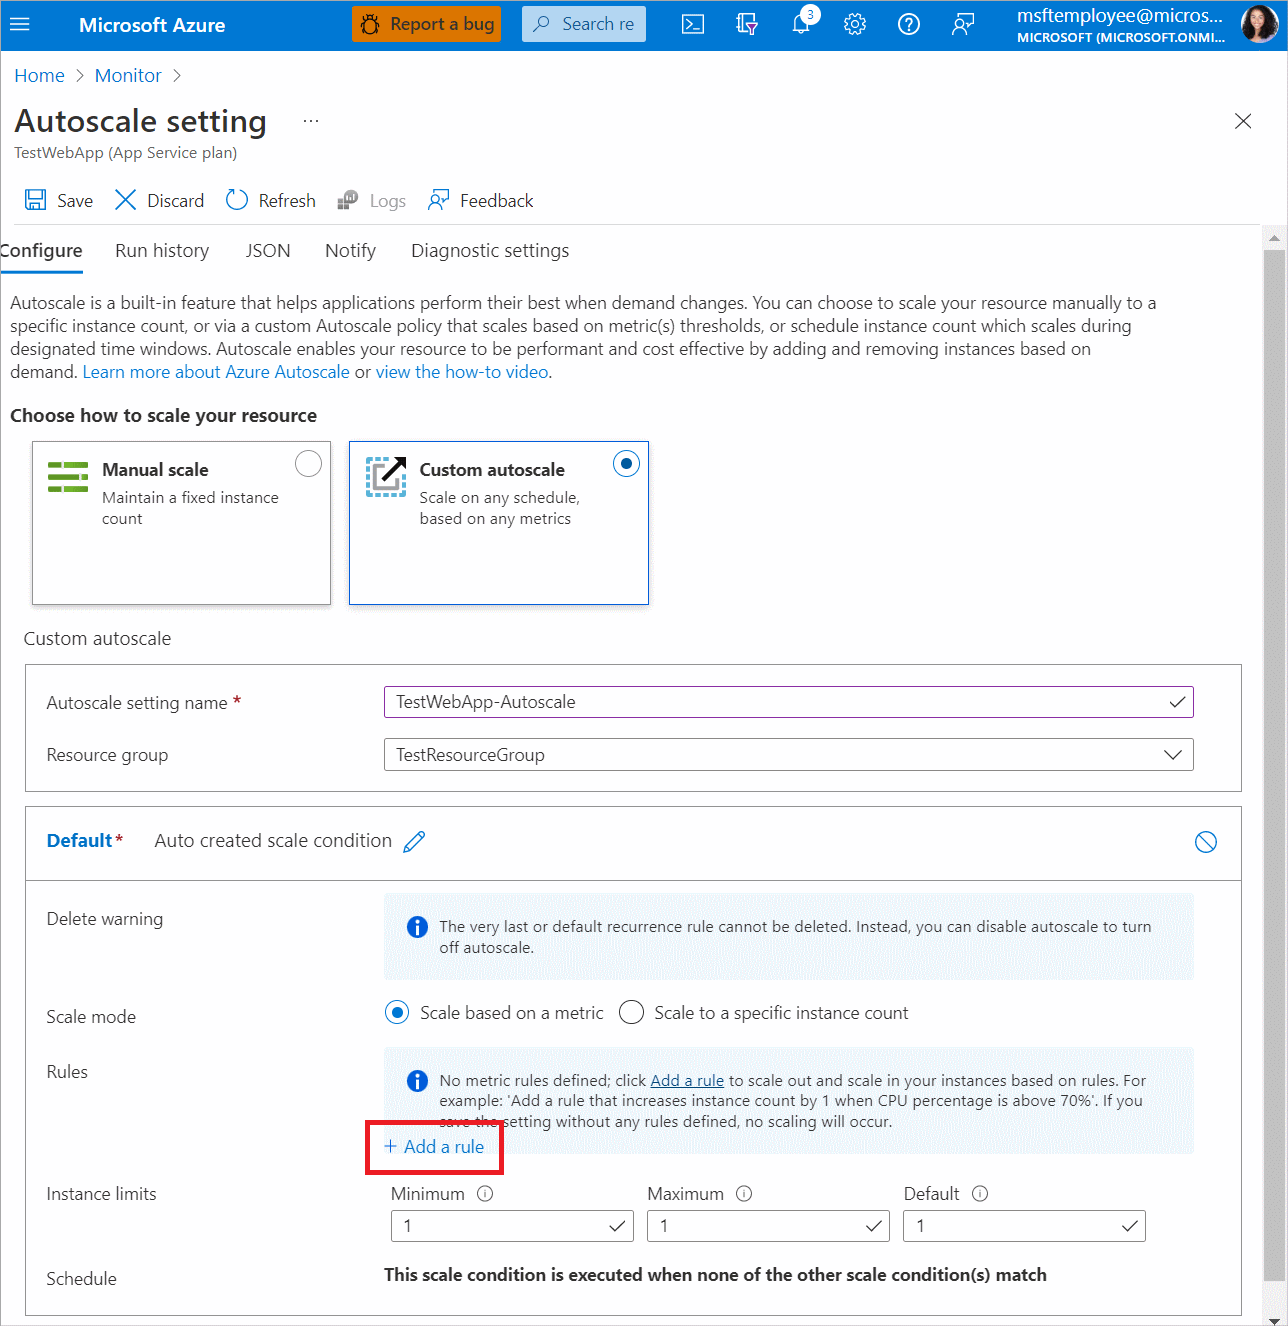 Microsoft Azure
Report a bug
Search re
3
msftemployee@micros...
MICROSOFT (MICROSOFT.ONMI...
Home > Monitor >
Autoscale setting ...
TestWebApp (App Service plan)
Save Discard Refresh Logs Feedback
Configure Run history JSON Notify Diagnostic settings
Autoscale is a built-in feature that helps applications perform their best when demand changes. You can choose to scale your resource manually to a
specific instance count, or via a custom Autoscale policy that scales based on metric(s) thresholds, or schedule instance count which scales during
designated time windows. Autoscale enables your resource to be performant and cost effective by adding and removing instances based on
demand. Learn more about Azure Autoscale or view the how-to video.
Choose how to scale your resource
Manual scale
Maintain a fixed instance
count
Custom autoscale
Scale on any schedule,
based on any metrics
Custom autoscale
Autoscale setting name *
TestWebApp-Autoscale
Resource group
TestResourceGroup
Default* Auto created scale condition
Delete warning
The very last or default recurrence rule cannot be deleted. Instead, you can disable autoscale to turn
off autoscale.
Scale mode
Scale based on a metric Scale to a specific instance count
Rules
No metric rules defined; click Add a rule to scale out and scale in your instances based on rules. For
example: 'Add a rule that increases instance count by 1 when CPU percentage is above 70%'. If you
save the setting without any rules defined, no scaling will occur.
+ Add a rule
Instance limits
Minimum Maximum Default
1 1 1
Schedule
This scale condition is executed when none of the other scale condition(s) match